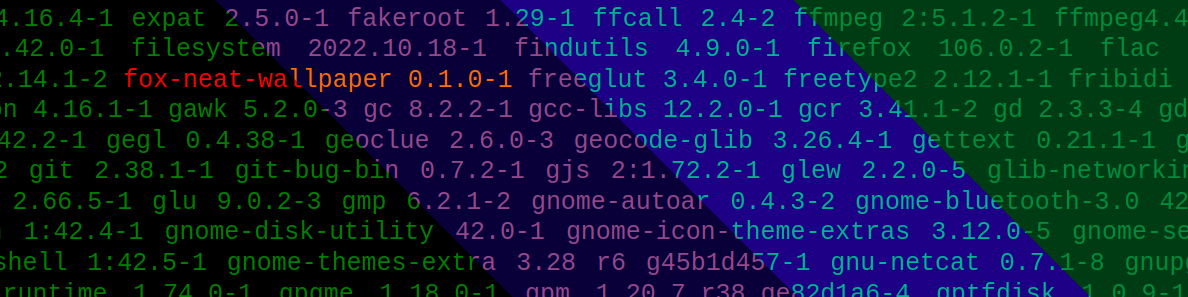 4.16.4-1 expat 2.5.0-1 fakeroot 1.29-1 ffcall 2.4-2 ffmpeg 2:5.1.2-1 ffmpeg4.4
.42.0-1 filesystem 2022.10.18-1 findutils 4.9.0-1 firefox 106.0.2-1 flac
2.14.1-2 fox-neat-wallpaper 0.1.0-1 freeglut 3.4.0-1 freetype2 2.12.1-1 fribidi
on 4.16.1-1 gawk 5.2.0-3 gc 8.2.2-1 gcc-libs 12.2.0-1 gcr 3.41.1-2 gd 2.3.3-4 gd
42.2-1 gegl 0.4.38-1 geoclue 2.6.0-3 geocode-glib 3.26.4-1 gettext 0.21.1-1 g
2 git 2.38.1-1 git-bug-bin 0.7.2-1 gjs 2:1.72.2-1 glew 2.2.0-5 glib-networkin
2.66.5-1 glu 9.0.2-3 gmp 6.2.1-2 gnome-autoar 0.4.3-2 gnome-bluetooth-3.0 42
1:42.4-1 gnome-disk-utility 42.0-1 gnome-icon-theme-extras 3.12.0-5 gnome-se
shell 1:42.5-1 gnome-themes-extra 3.28 r6 g45b1d457-1 gnu-netcat 0.7.1-8 gnup
runtime 1.74.0-1 gpgme 1.18.0-1 gpm 1.20.7 r38 ge82d1a6-4 gptfdisk 1.0.9-1